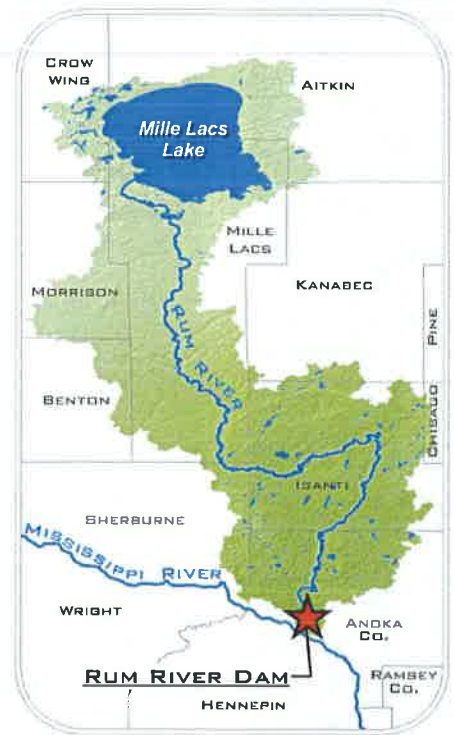 CROW
WING
AITKIN
Mille Lacs
Lake
MILLE
LACS
KANABEC
MORRISON
PINE
RUM RIVER
CHISAGO
BENTON
ISANTI
SHERBURNE
MISSISSIPPI RIVER
WRIGHT
ANOKA
CO.
RUM RIVER DAM
RAMSEY
CO.
HENNEPIN